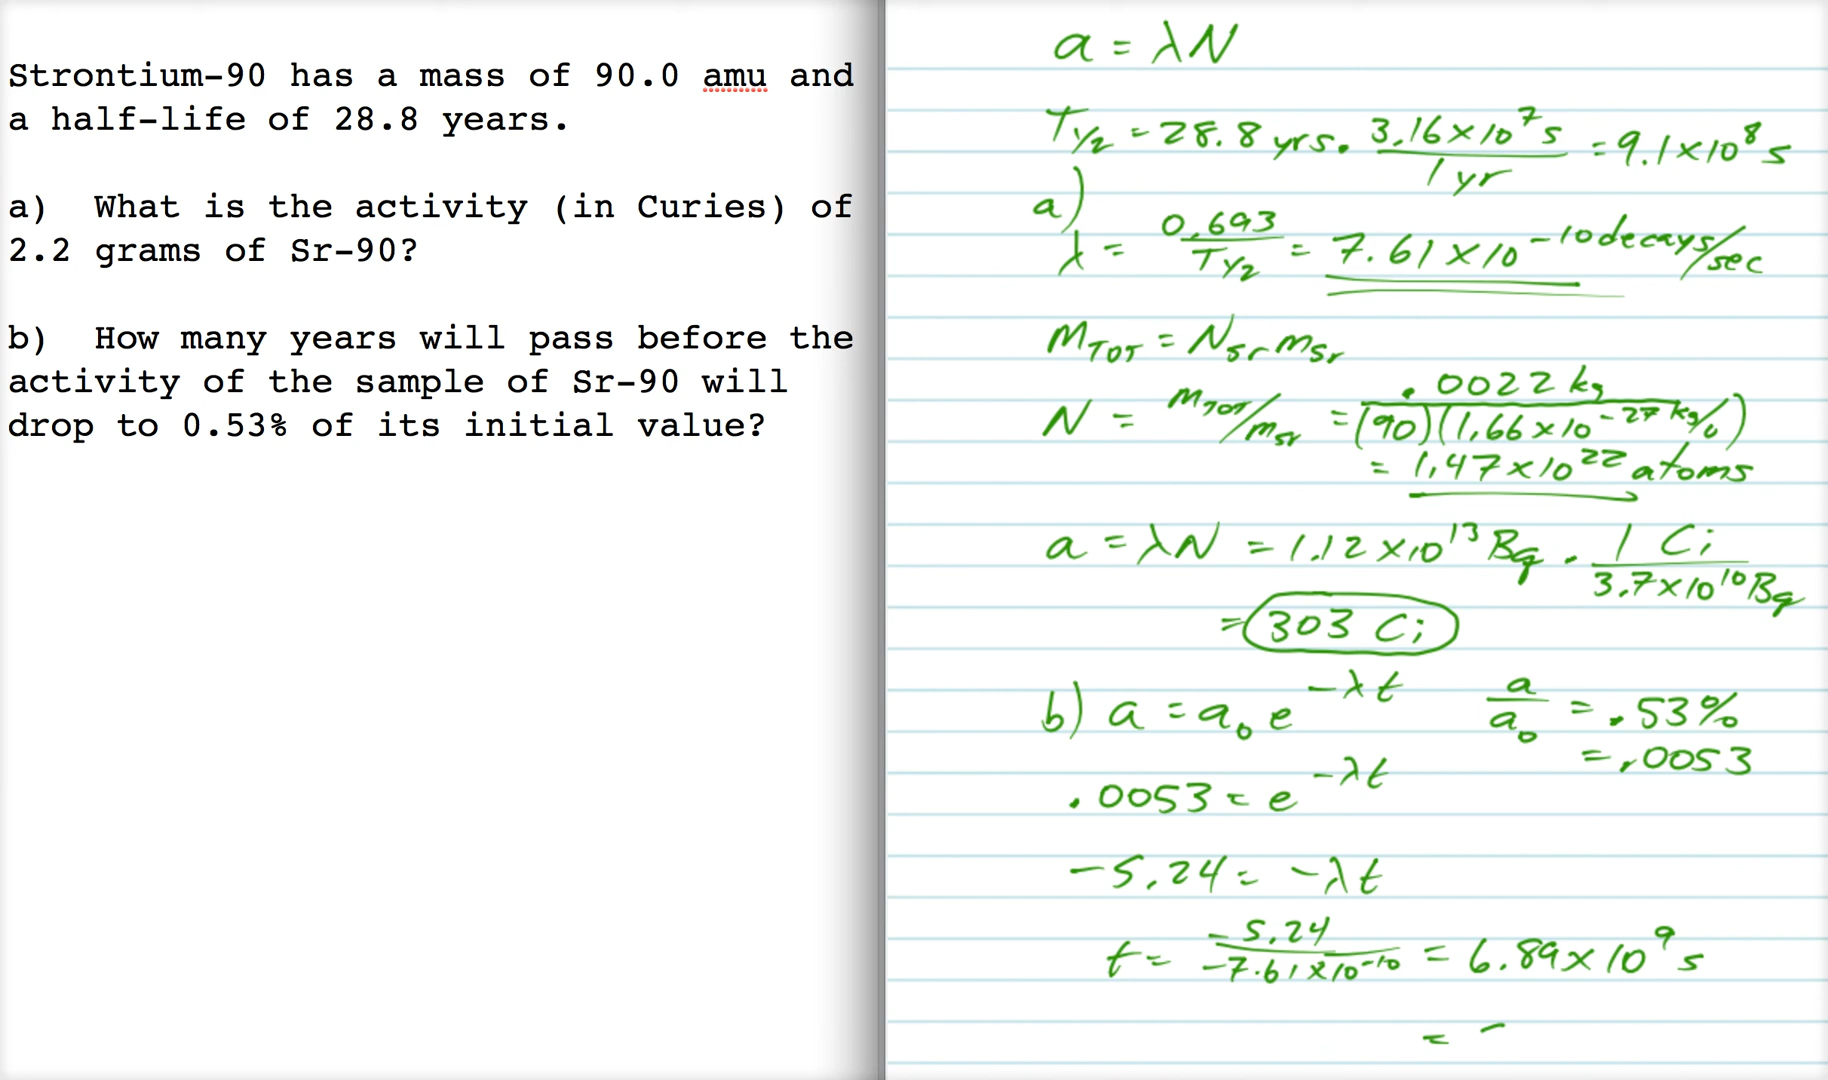 Strontium-90 has a mass of 90.0 amu and
a half-life of 28.8 years.
a) What is the activity (in Curies) of
2.2 grams of Sr-90?
b) How many years will pass before the
activity of the sample of Sr-90 will
drop to 0.53% of its initial value?
a = λN
T½ = 28.8 yrs. 3.16×10⁷s / 1 yr = 9.1×10⁸ s
a)
λ = 0.693 / T½ = 7.61×10⁻¹⁰ decays/sec
M_TOT = N_Sr m_Sr
N = M_TOT/m_Sr = .0022 kg / (90)(1.66×10⁻²⁷ kg/u)
= 1.47×10²² atoms
a = λN = 1.12×10¹³ Bq · 1 Ci / 3.7×10¹⁰ Bq
= 303 Ci
b) a = a₀ e^(-λt) a/a₀ = .53%
= .0053
.0053 = e^(-λt)
-5.24 = -λt
t = -5.24 / -7.61×10⁻¹⁰ = 6.89×10⁹ s
=